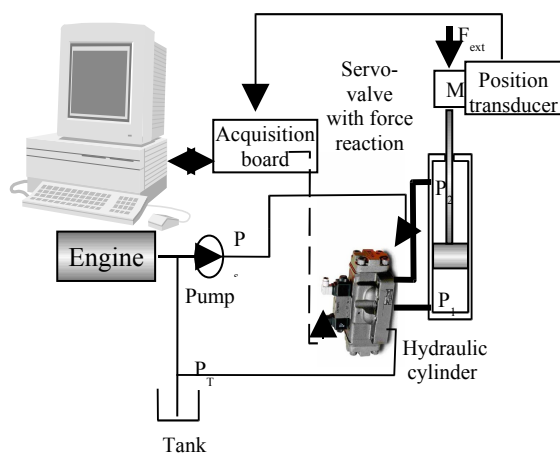 F ext
Servo-
valve
with force
reaction
M
Position
transducer
Acquisition
board
P 2
Engine
P s
Pump
P 1
Hydraulic
cylinder
P T
Tank